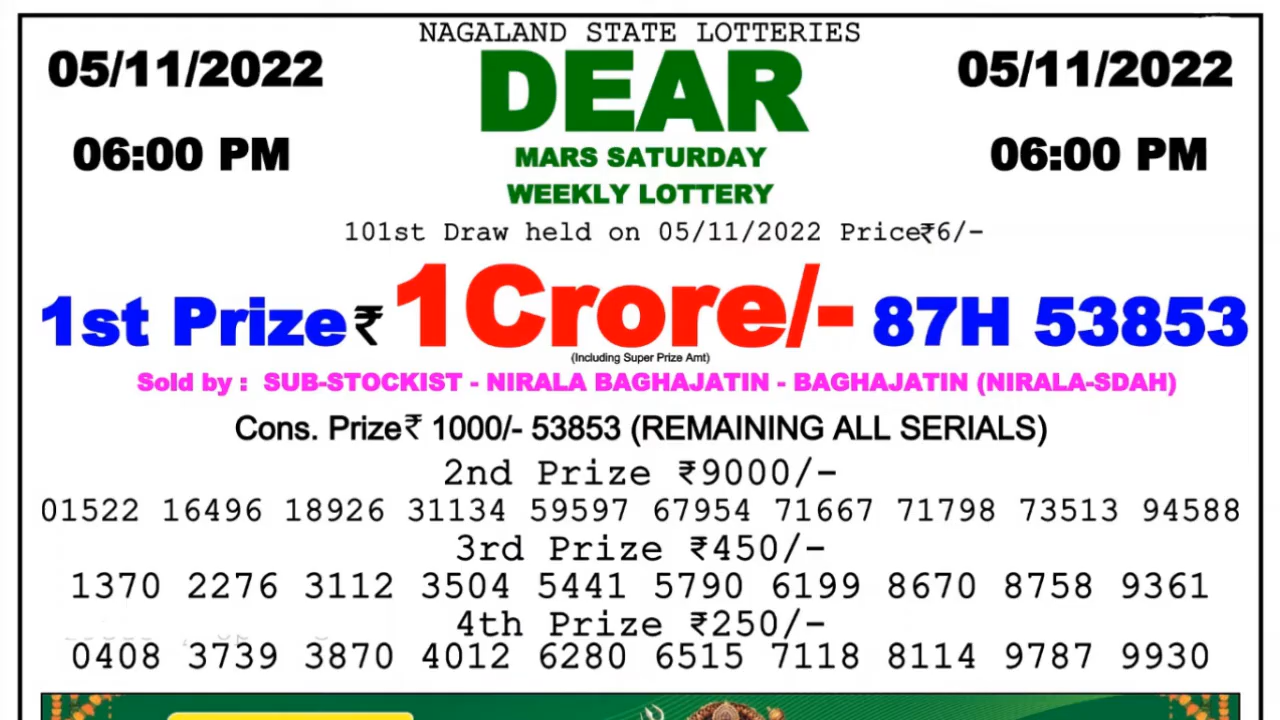 NAGALAND STATE LOTTERIES
05/11/2022 DEAR 05/11/2022
06:00 PM MARS SATURDAY 06:00 PM
WEEKLY LOTTERY
101st Draw held on 05/11/2022 Price₹6/-
1st Prize₹ 1Crore/- 87H 53853
(Including Super Prize Amt)
Sold by : SUB-STOCKIST - NIRALA BAGHAJATIN - BAGHAJATIN (NIRALA-SDAH)
Cons. Prize₹ 1000/- 53853 (REMAINING ALL SERIALS)
2nd Prize ₹9000/-
01522 16496 18926 31134 59597 67954 71667 71798 73513 94588
3rd Prize ₹450/-
1370 2276 3112 3504 5441 5790 6199 8670 8758 9361
4th Prize ₹250/-
0408 3739 3870 4012 6280 6515 7118 8114 9787 9930